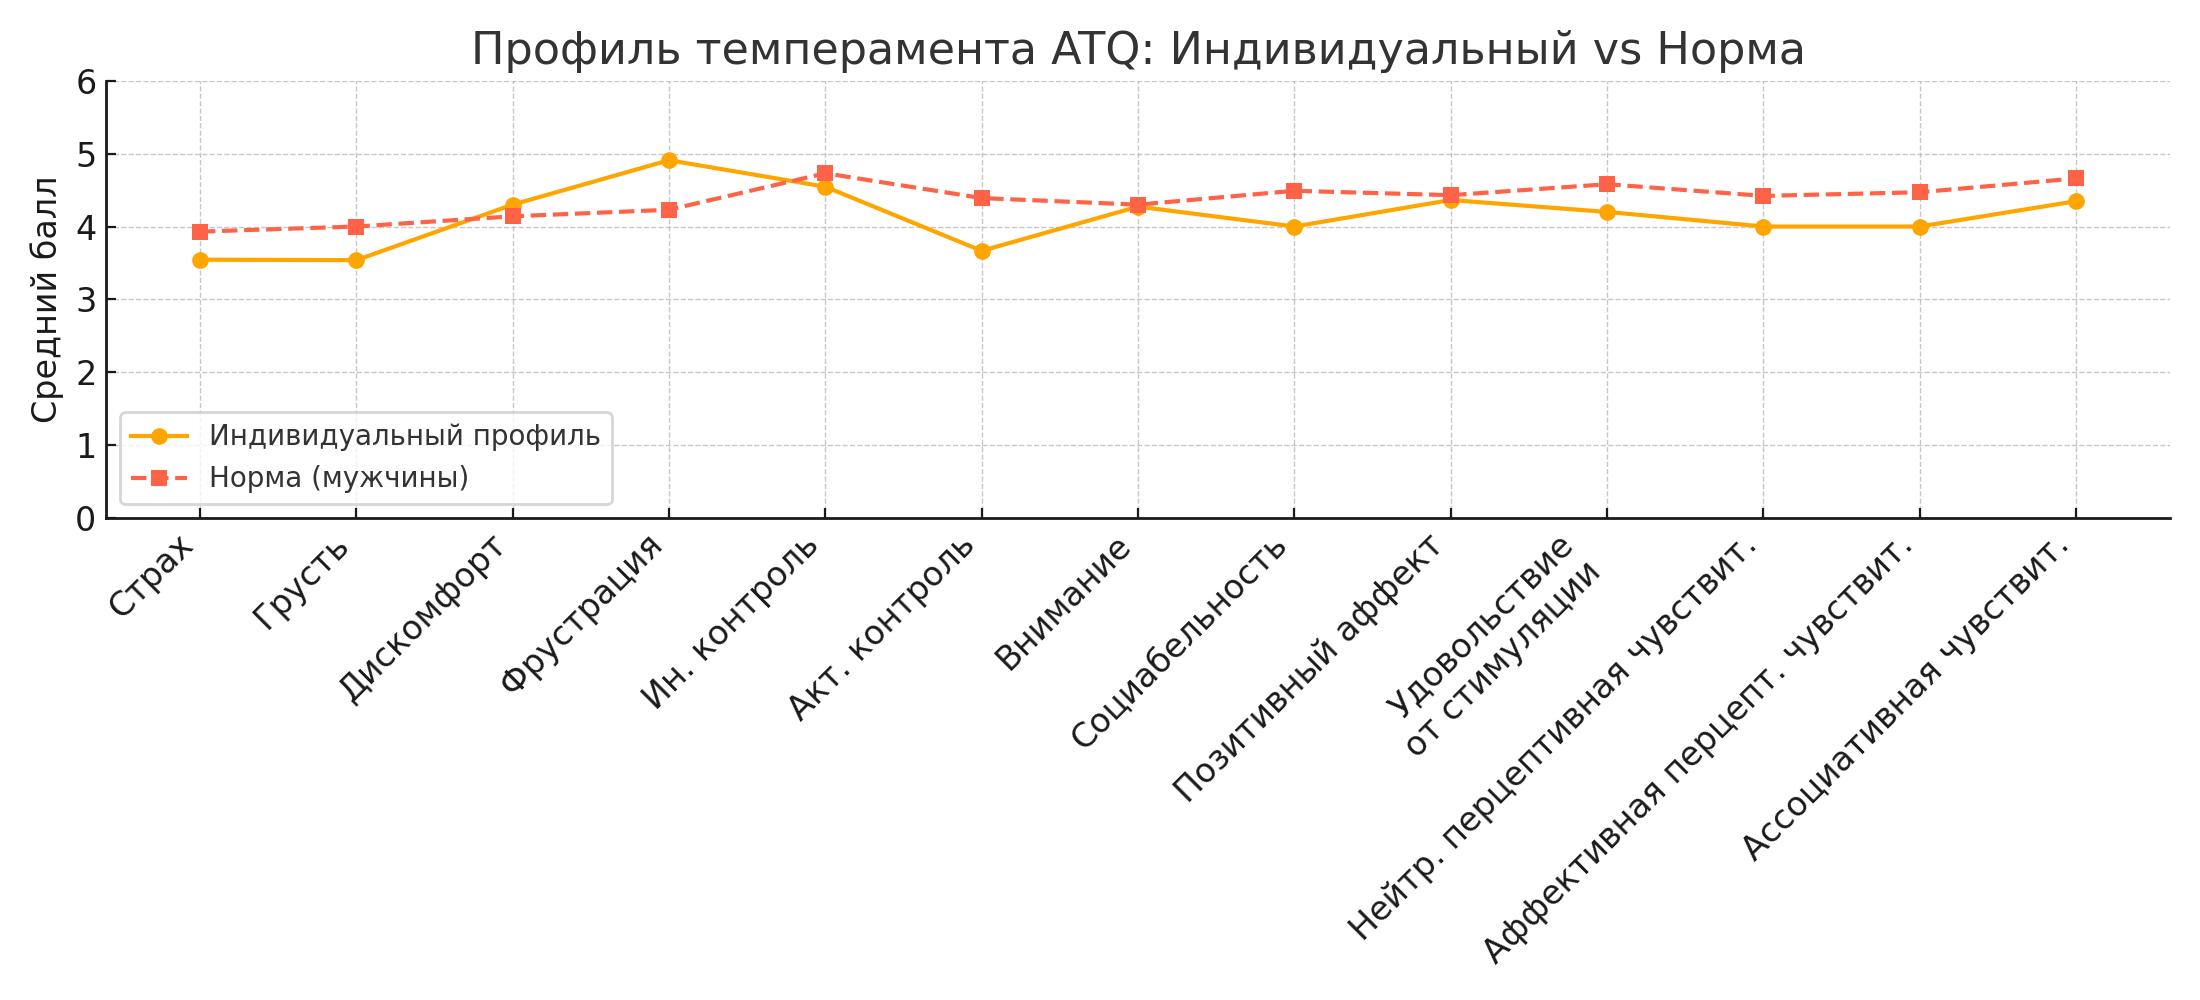 Профиль темперамента ATQ: Индивидуальный vs Норма
Средний балл
6
5
4
3
2
1
0
Индивидуальный профиль
Норма (мужчины)
Страх
Грусть
Дискомфорт
Фрустрация
Ин. контроль
Акт. контроль
Внимание
Социабельность
Позитивный аффект
Удовольствие
от стимуляции
Нейтр. перцептивная чувствит.
Аффективная перцепт. чувствит.
Ассоциативная чувствит.